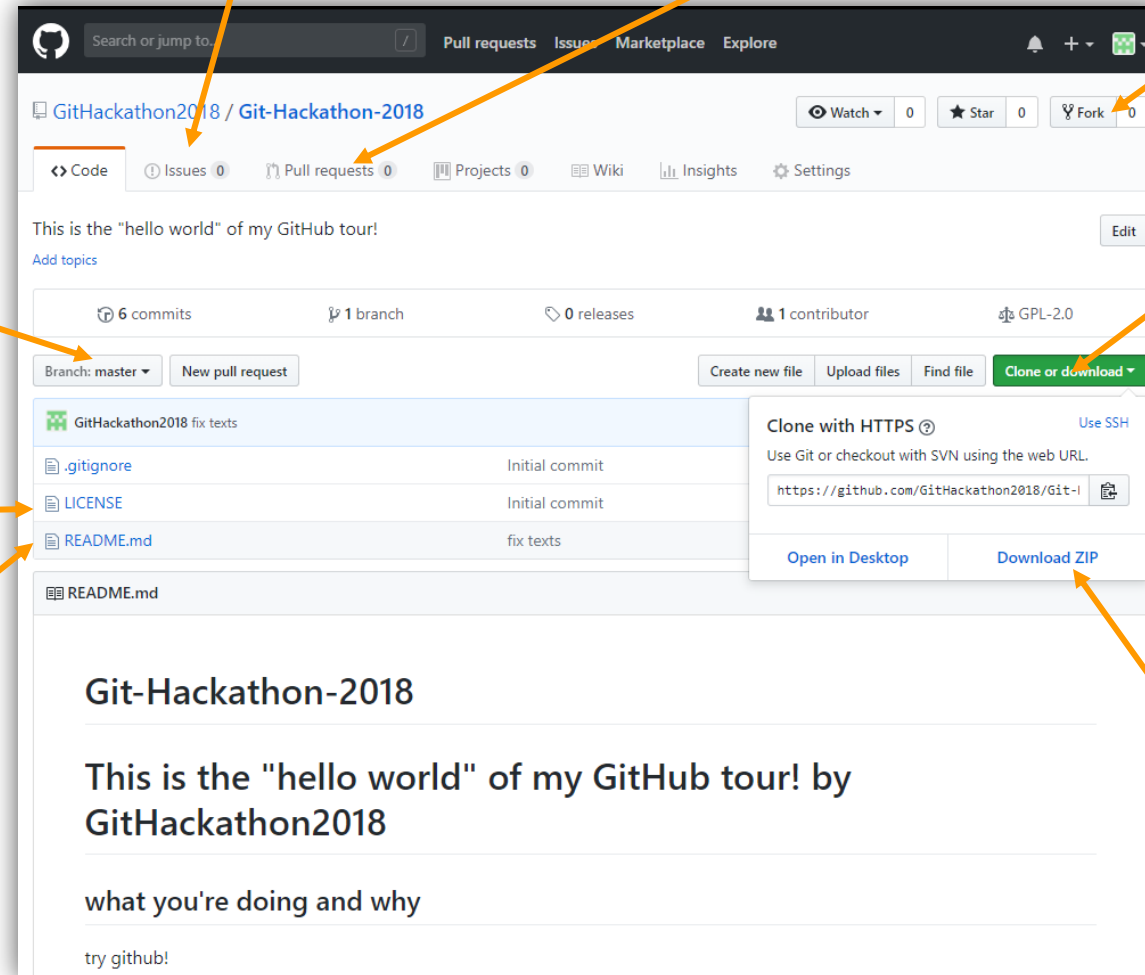 Search or jump to... /
Pull requests Issues Marketplace Explore
GitHackathon2018 / Git-Hackathon-2018
Watch 0 Star 0 Fork 0
Code Issues 0 Pull requests 0 Projects 0 Wiki Insights Settings
This is the "hello world" of my GitHub tour!
Edit
Add topics
6 commits 1 branch 0 releases 1 contributor GPL-2.0
Branch: master New pull request Create new file Upload files Find file Clone or download
GitHackathon2018 fix texts
.gitignore Initial commit
LICENSE Initial commit
README.md fix texts
Clone with HTTPS ? Use SSH
Use Git or checkout with SVN using the web URL.
https://github.com/GitHackathon2018/Git-
Open in Desktop Download ZIP
README.md
Git-Hackathon-2018
This is the "hello world" of my GitHub tour! by
GitHackathon2018
what you're doing and why
try github!